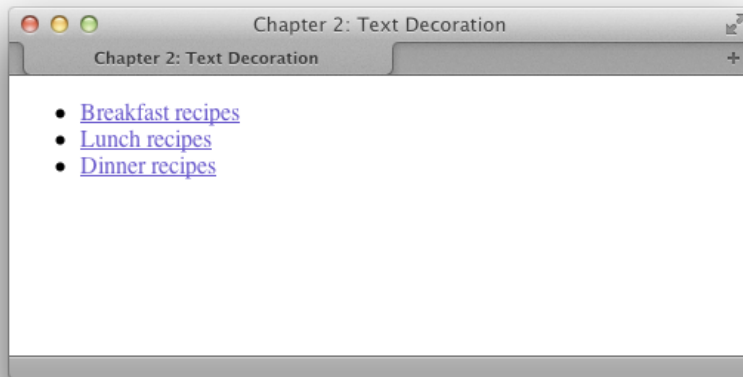 Chapter 2: Text Decoration
Chapter 2: Text Decoration
Breakfast recipes
Lunch recipes
Dinner recipes